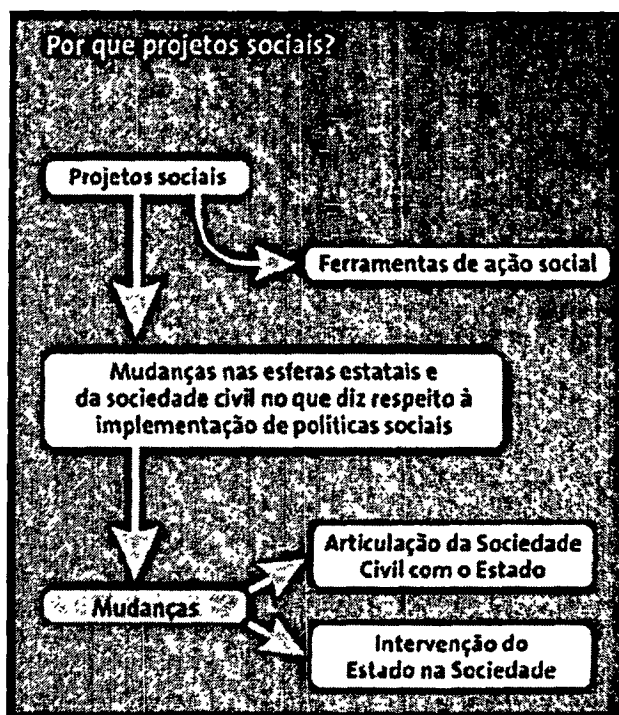 Por que projetos sociais?
Projetos sociais
Ferramentas de ação social
Mudanças nas esferas estatais e
da sociedade civil no que diz respeito à
implementação de políticas sociais
Mudanças
Articulação da Sociedade
Civil com o Estado
Intervenção do
Estado na Sociedade